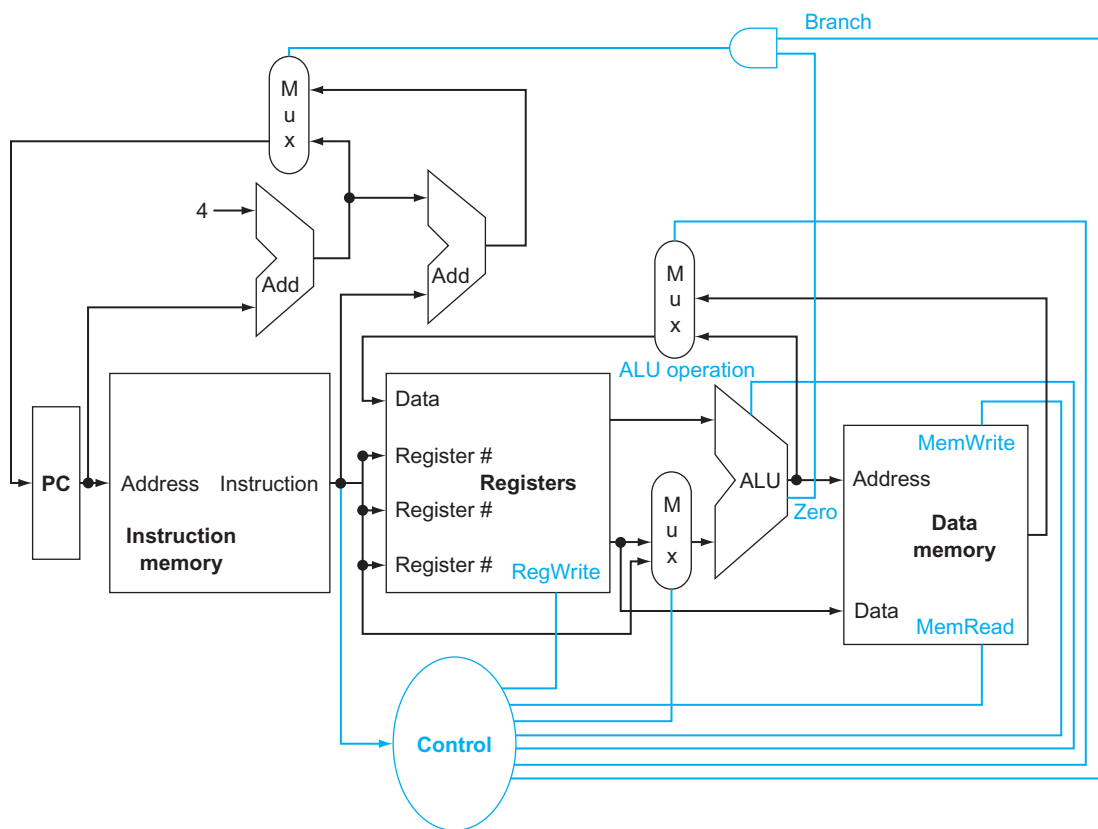 Branch
M
u
x
4
Add
Add
M
u
x
ALU operation
Data
Register #
Registers
Register #
Register #
RegWrite
PC
Address
Instruction
Instruction
memory
M
u
x
ALU
Zero
MemWrite
Address
Data
memory
Data
MemRead
Control